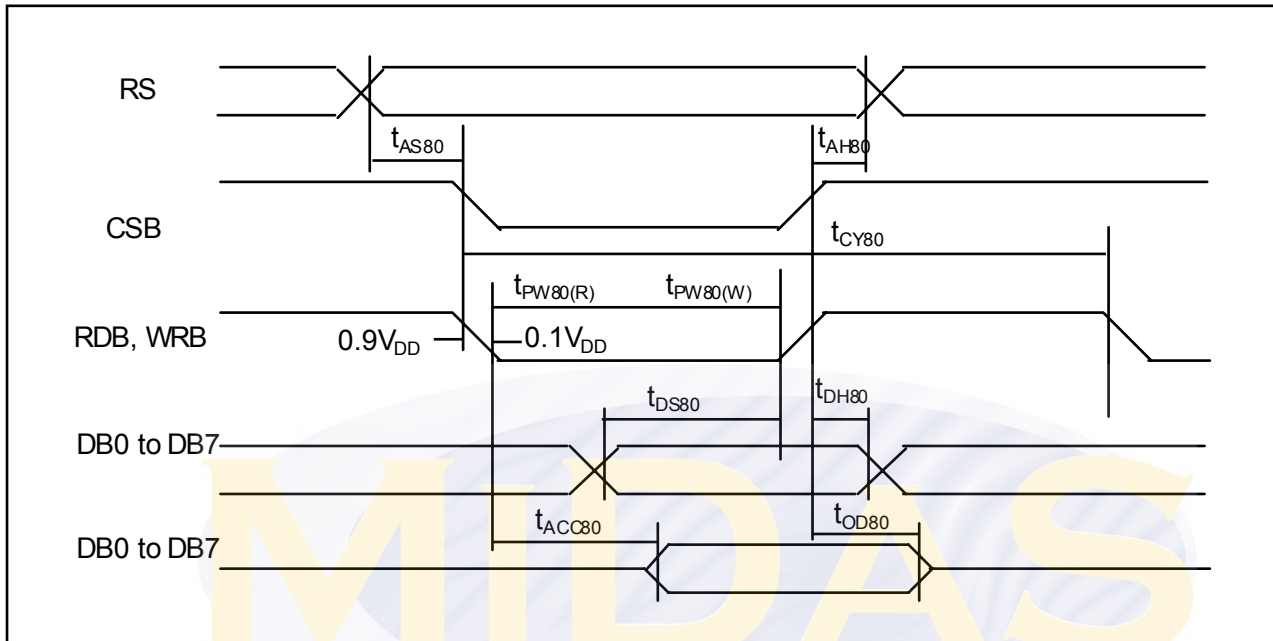 RS
tAS80
tAH80
CSB
tCY80
tPW80(R) tPW80(W)
RDB, WRB
0.9VDD
0.1VDD
tDS80
tDH80
DB0 to DB7
tACC80
tOD80
DB0 to DB7
MIDAS